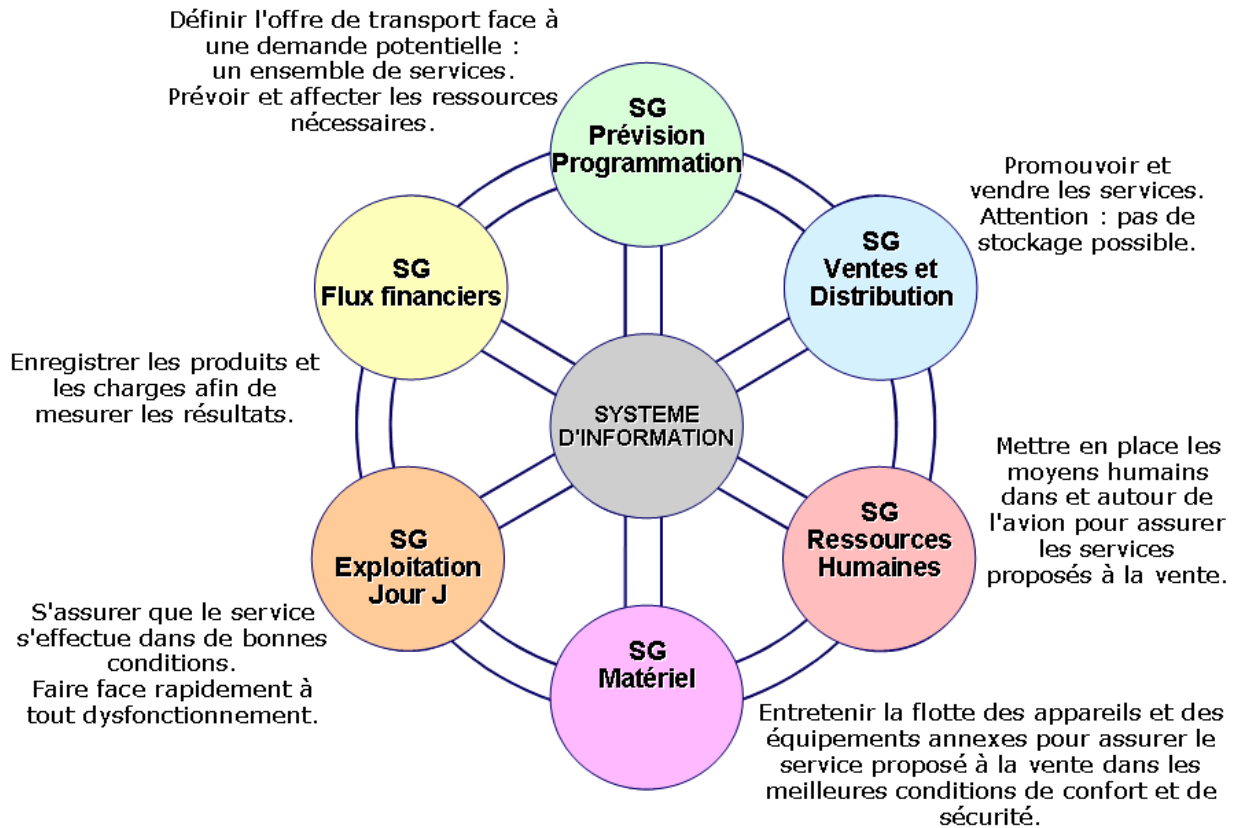 Définir l'offre de transport face à
une demande potentielle :
un ensemble de services.
Prévoir et affecter les ressources
nécessaires.
SG
Prévision
Programmation
Promouvoir et
vendre les services.
Attention : pas de
stockage possible.
SG
Ventes et
Distribution
SG
Flux financiers
Enregistrer les produits et
les charges afin de
mesurer les résultats.
SYSTEME
D'INFORMATION
Mettre en place les
moyens humains
dans et autour de
l'avion pour assurer
les services
proposés à la vente.
SG
Ressources
Humaines
SG
Exploitation
Jour J
S'assurer que le service
s'effectue dans de bonnes
conditions.
Faire face rapidement à
tout dysfonctionnement.
SG
Matériel
Entretenir la flotte des appareils et des
équipements annexes pour assurer le
service proposé à la vente dans les
meilleures conditions de confort et de
sécurité.